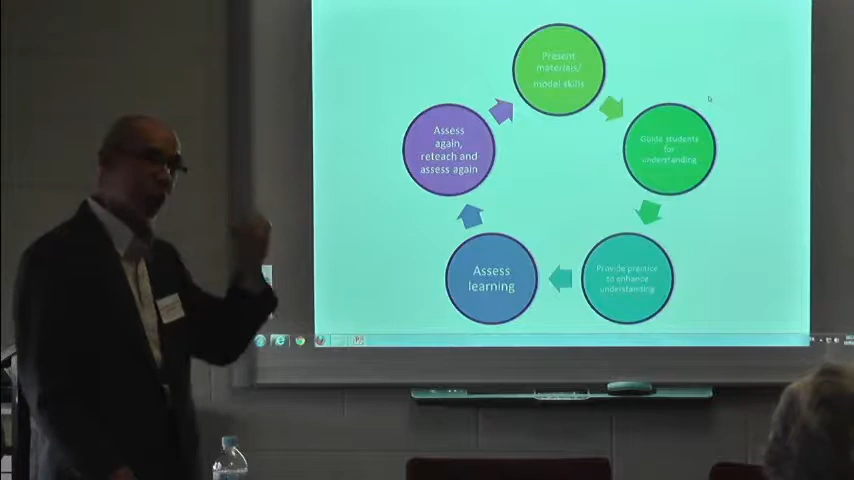 Present
materials/
model skills
Guide students
for
understanding
Provide practice
to enhance
understanding
Assess
learning
Assess
again,
reteach and
assess again